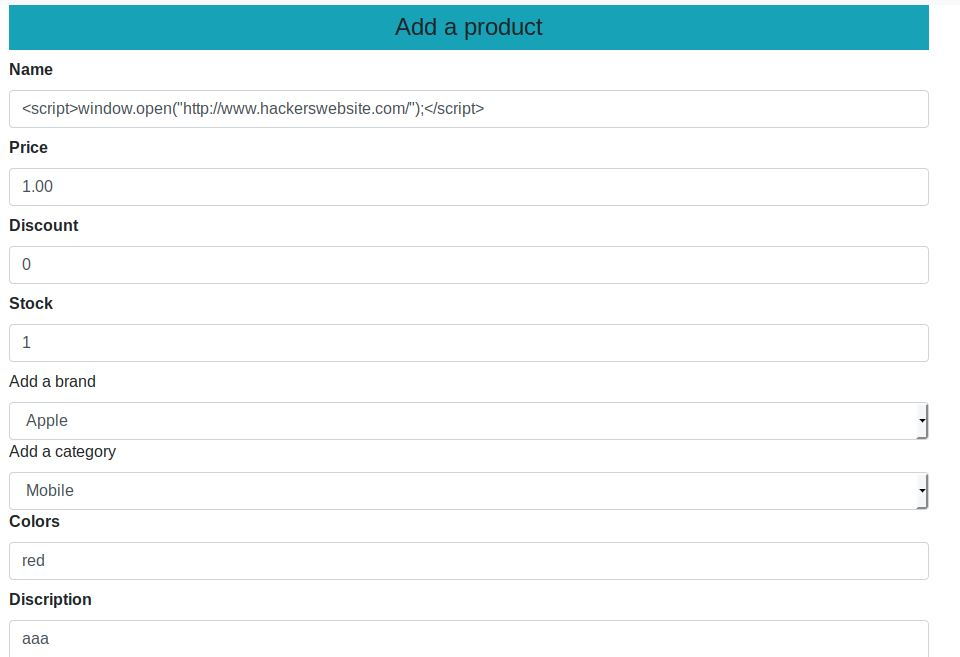 Add a product
Name
<script>window.open("http://www.hackerswebsite.com/");</script>
Price
1.00
Discount
0
Stock
1
Add a brand
Apple
Add a category
Mobile
Colors
red
Discription
aaa